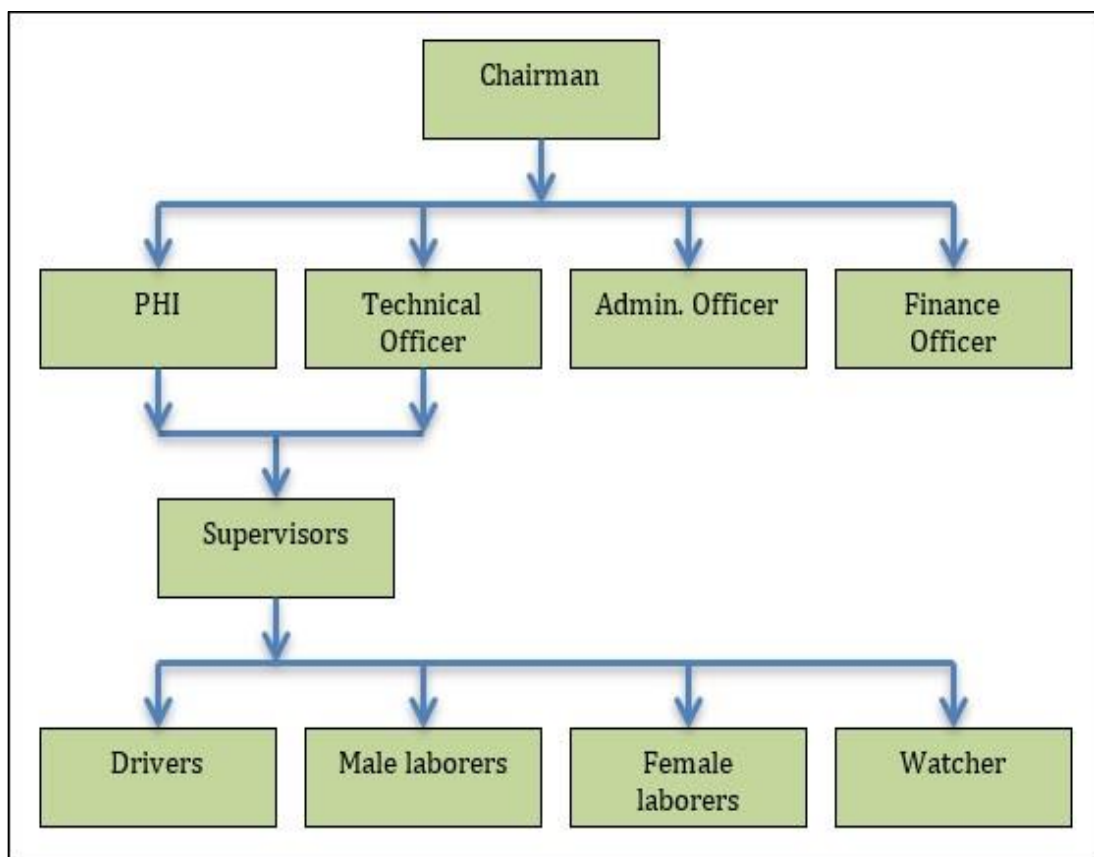 Chairman
PHI
Technical
Officer
Admin. Officer
Finance
Officer
Supervisors
Drivers
Male laborers
Female
laborers
Watcher